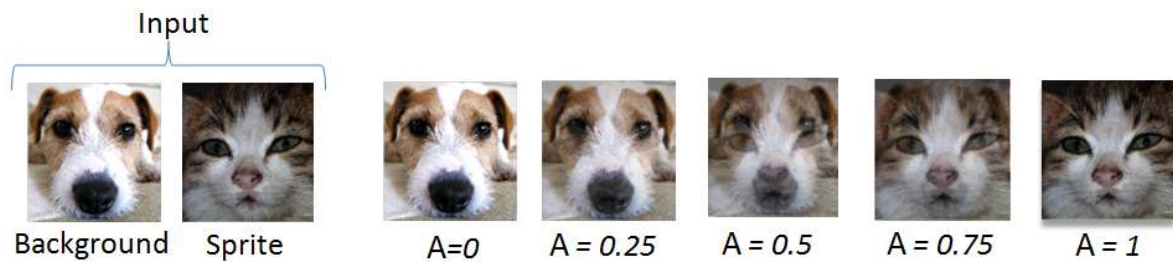 Input
Background
Sprite
A=0
A = 0.25
A = 0.5
A = 0.75
A = 1